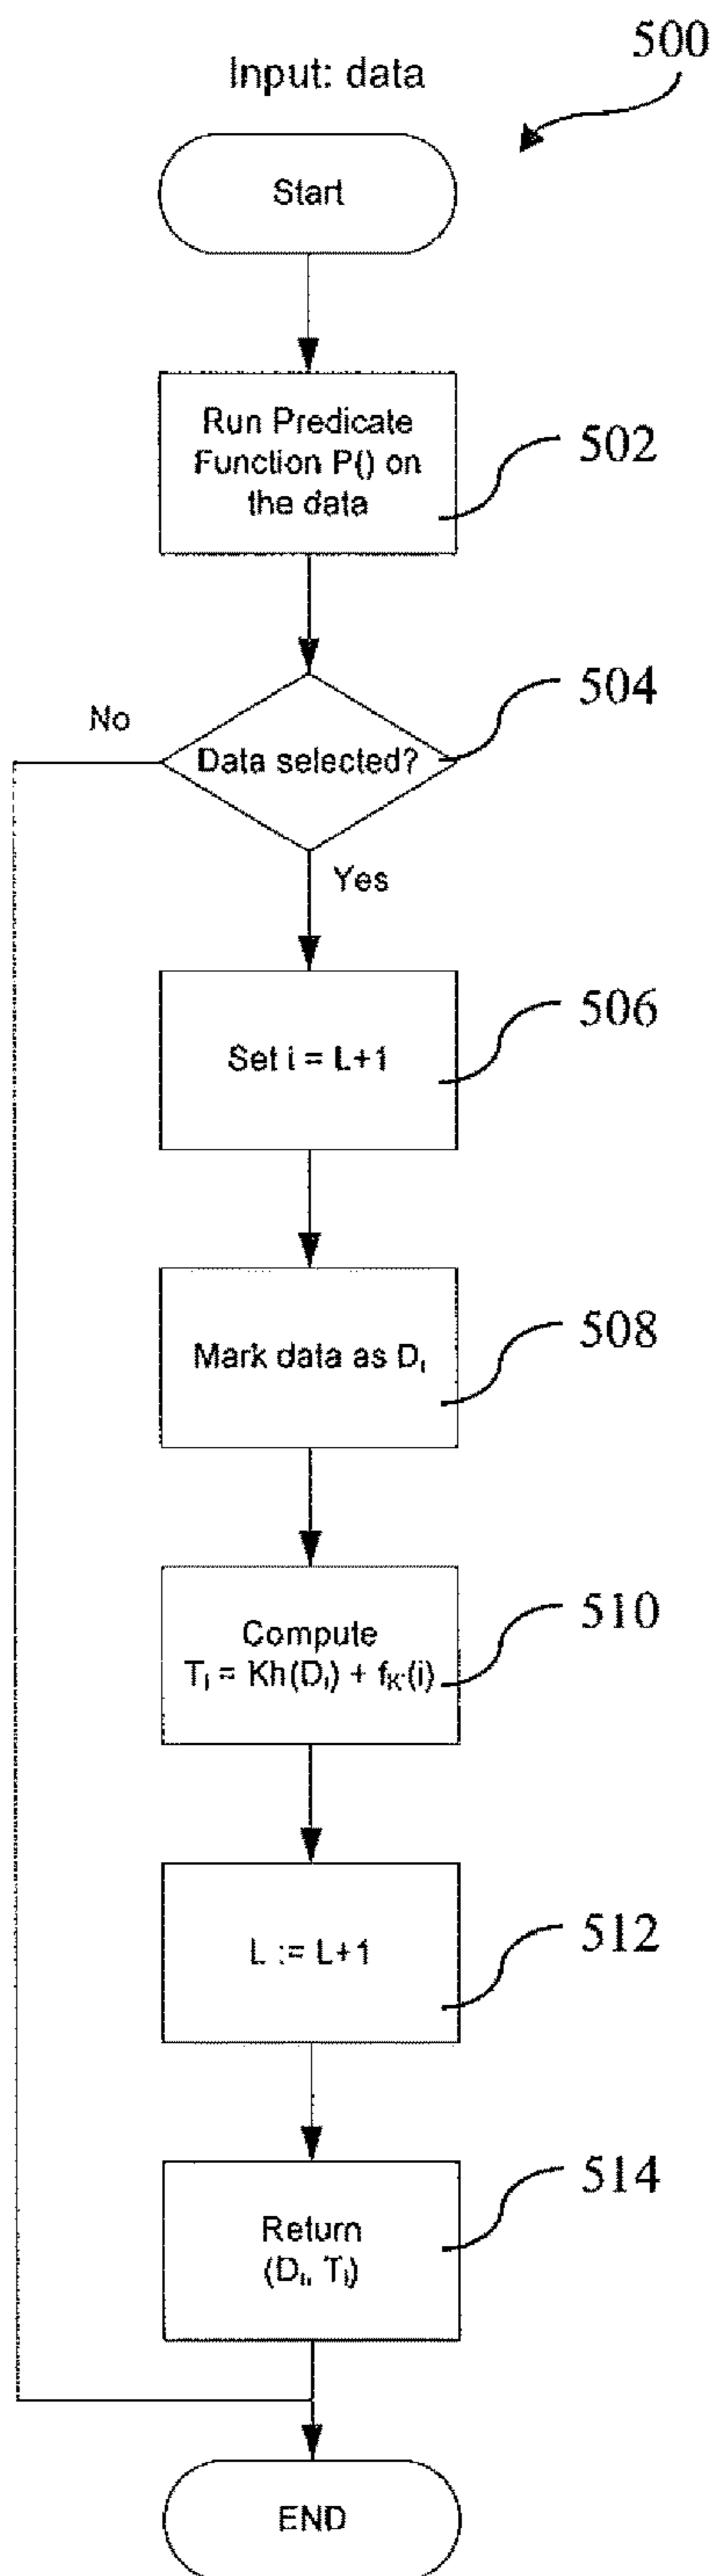 500
Input: data
Start
Run Predicate
Function P() on
the data
502
504
No
Data selected?
Yes
506
Set i = L+1
508
Mark data as Dᵢ
510
Compute
Tᵢ = Kh(Dᵢ) + f_K'(i)
512
L := L+1
514
Return
(Dᵢ, Tᵢ)
END